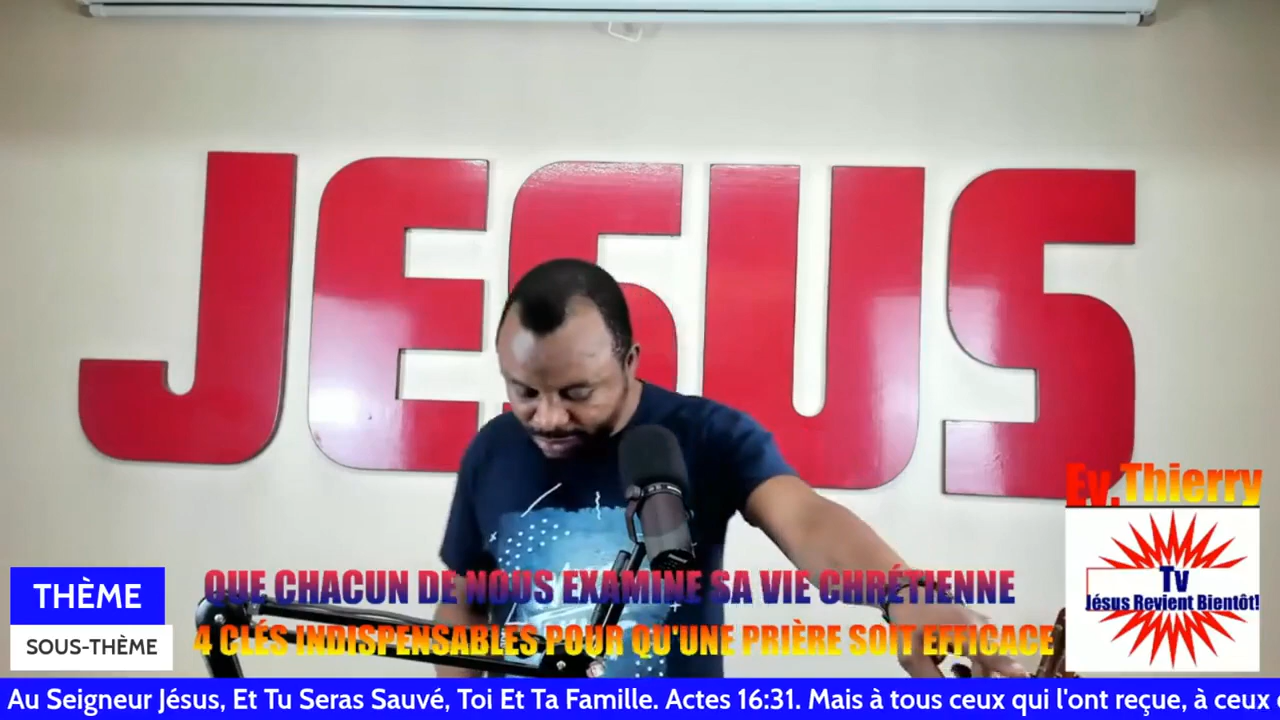 JESUS
Ev.Thierry
Tv
Jésus Revient Bientôt!
THÈME
QUE CHACUN DE NOUS EXAMINE SA VIE CHRÉTIENNE
SOUS-THÈME
4 CLÉS INDISPENSABLES POUR QU'UNE PRIÈRE SOIT EFFICACE
Au Seigneur Jésus, Et Tu Seras Sauvé, Toi Et Ta Famille. Actes 16:31. Mais à tous ceux qui l'ont reçue, à ceux